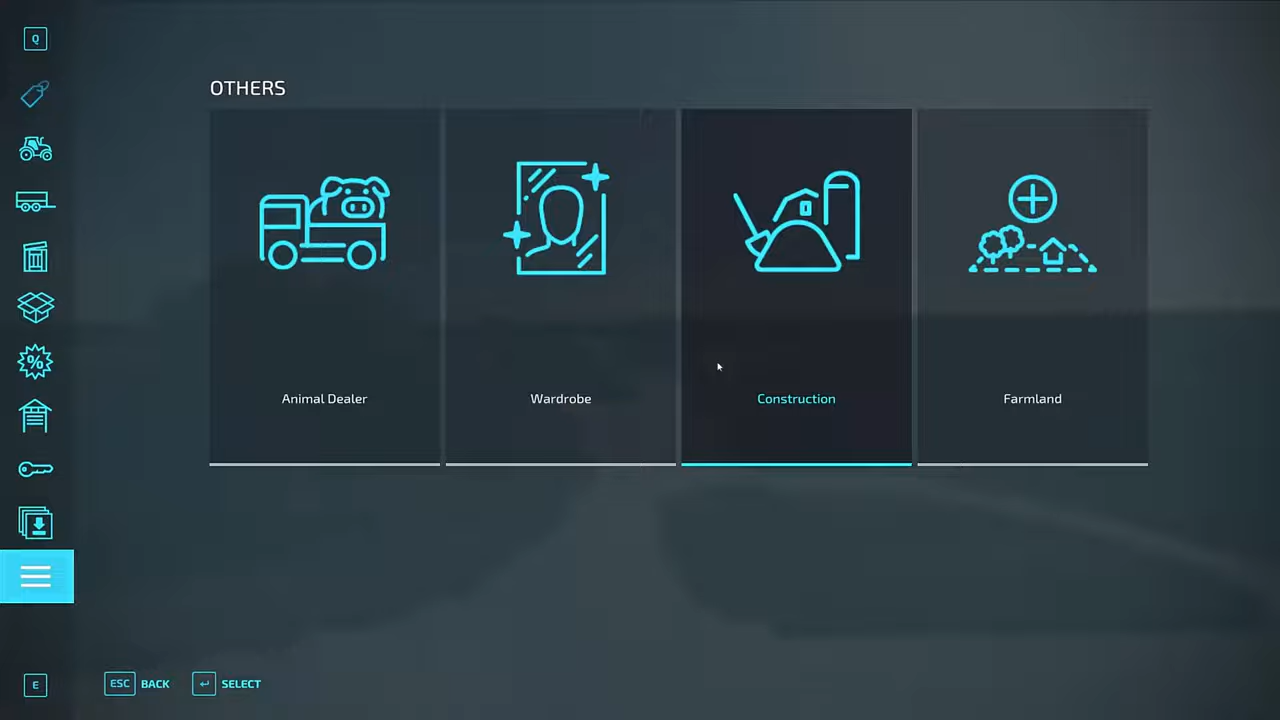 Q
OTHERS
%
Animal Dealer
Wardrobe
Construction
Farmland
E
ESC BACK
SELECT